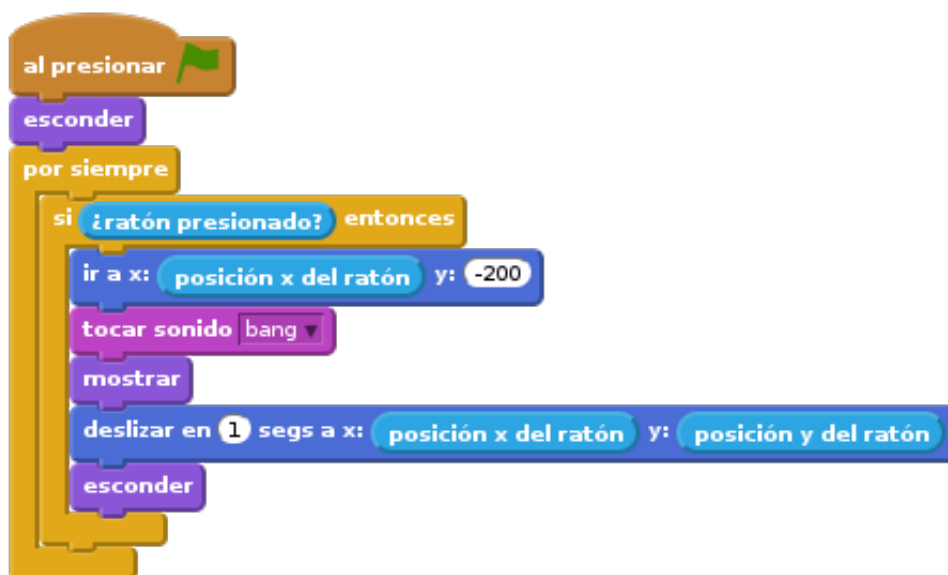 al presionar
esconder
por siempre
si ¿ratón presionado? entonces
ir a x: posición x del ratón y: -200
tocar sonido bang
mostrar
deslizar en 1 segs a x: posición x del ratón y: posición y del ratón
esconder